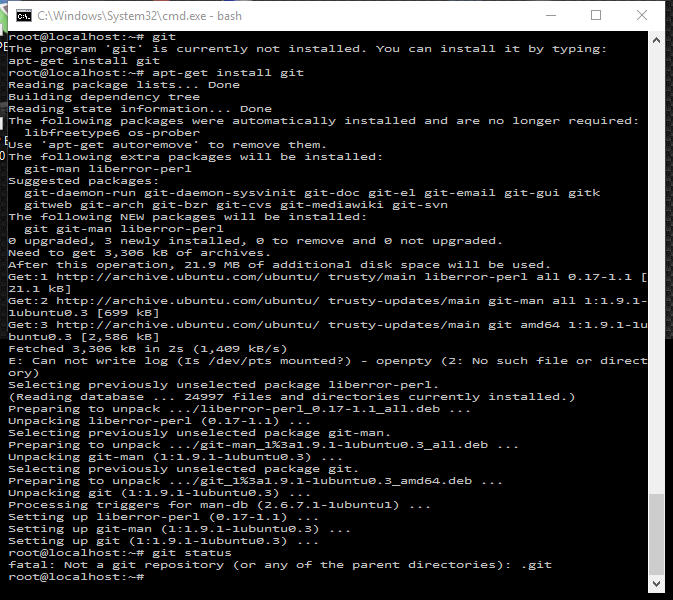 C:\Windows\System32\cmd.exe - bash
root@localhost:~# git
The program 'git' is currently not installed. You can install it by typing:
apt-get install git
root@localhost:~# apt-get install git
Reading package lists... Done
Building dependency tree
Reading state information... Done
The following packages were automatically installed and are no longer required:
  libfreetype6 os-prober
Use 'apt-get autoremove' to remove them.
The following extra packages will be installed:
  git-man liberror-perl
Suggested packages:
  git-daemon-run git-daemon-sysvinit git-doc git-el git-email git-gui gitk
  gitweb git-arch git-bzr git-cvs git-mediawiki git-svn
The following NEW packages will be installed:
  git git-man liberror-perl
0 upgraded, 3 newly installed, 0 to remove and 0 not upgraded.
Need to get 3,306 kB of archives.
After this operation, 21.9 MB of additional disk space will be used.
Get:1 http://archive.ubuntu.com/ubuntu/ trusty/main liberror-perl all 0.17-1.1 [
21.1 kB]
Get:2 http://archive.ubuntu.com/ubuntu/ trusty-updates/main git-man all 1:1.9.1-
1ubuntu0.3 [699 kB]
Get:3 http://archive.ubuntu.com/ubuntu/ trusty-updates/main git amd64 1:1.9.1-1u
buntu0.3 [2,586 kB]
Fetched 3,306 kB in 2s (1,409 kB/s)
E: Can not write log (Is /dev/pts mounted?) - openpty (2: No such file or direct
ory)
Selecting previously unselected package liberror-perl.
(Reading database ... 24997 files and directories currently installed.)
Preparing to unpack .../liberror-perl_0.17-1.1_all.deb ...
Unpacking liberror-perl (0.17-1.1) ...
Selecting previously unselected package git-man.
Preparing to unpack .../git-man_1%3a1.9.1-1ubuntu0.3_all.deb ...
Unpacking git-man (1:1.9.1-1ubuntu0.3) ...
Selecting previously unselected package git.
Preparing to unpack .../git_1%3a1.9.1-1ubuntu0.3_amd64.deb ...
Unpacking git (1:1.9.1-1ubuntu0.3) ...
Processing triggers for man-db (2.6.7.1-1ubuntu1) ...
Setting up liberror-perl (0.17-1.1) ...
Setting up git-man (1:1.9.1-1ubuntu0.3) ...
Setting up git (1:1.9.1-1ubuntu0.3) ...
root@localhost:~# git status
fatal: Not a git repository (or any of the parent directories): .git
root@localhost:~#